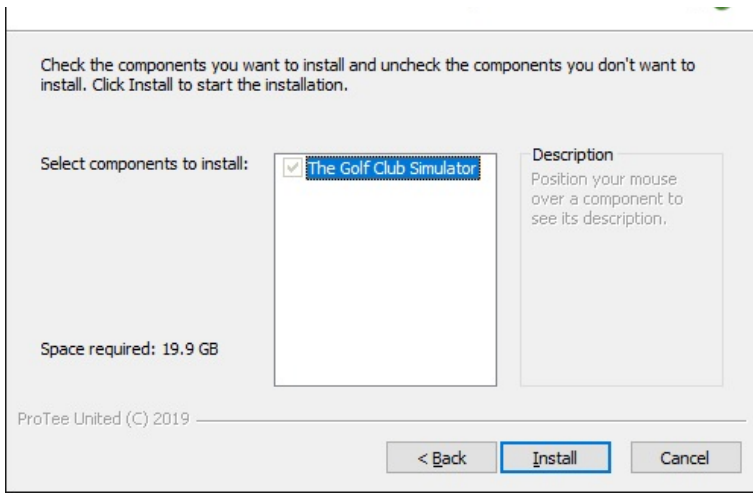 Check the components you want to install and uncheck the components you don't want to
install. Click Install to start the installation.
Select components to install:
The Golf Club Simulator
Description
Position your mouse
over a component to
see its description.
Space required: 19.9 GB
ProTee United (C) 2019
< Back
Install
Cancel